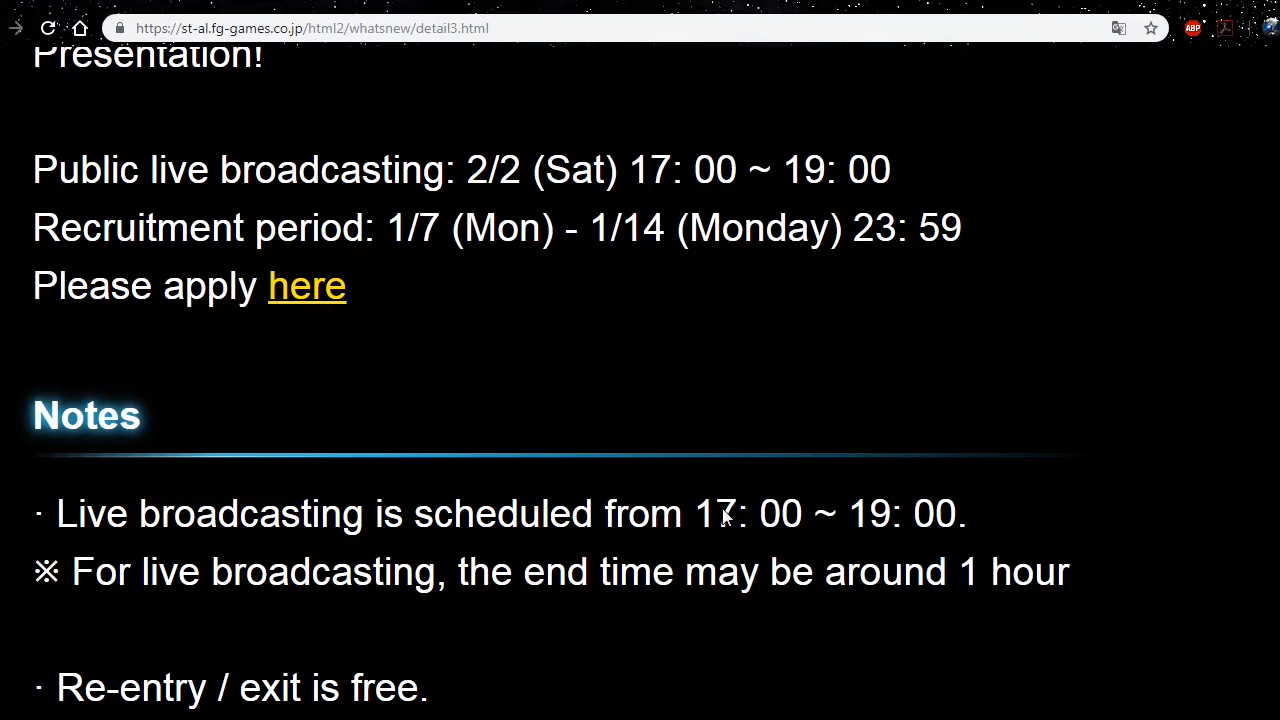 https://st-al.fg-games.co.jp/html2/whatsnew/detail3.html
ABP
Presentation!
Public live broadcasting: 2/2 (Sat) 17: 00 ~ 19: 00
Recruitment period: 1/7 (Mon) - 1/14 (Monday) 23: 59
Please apply here
Notes
· Live broadcasting is scheduled from 17: 00 ~ 19: 00.
※ For live broadcasting, the end time may be around 1 hour
· Re-entry / exit is free.